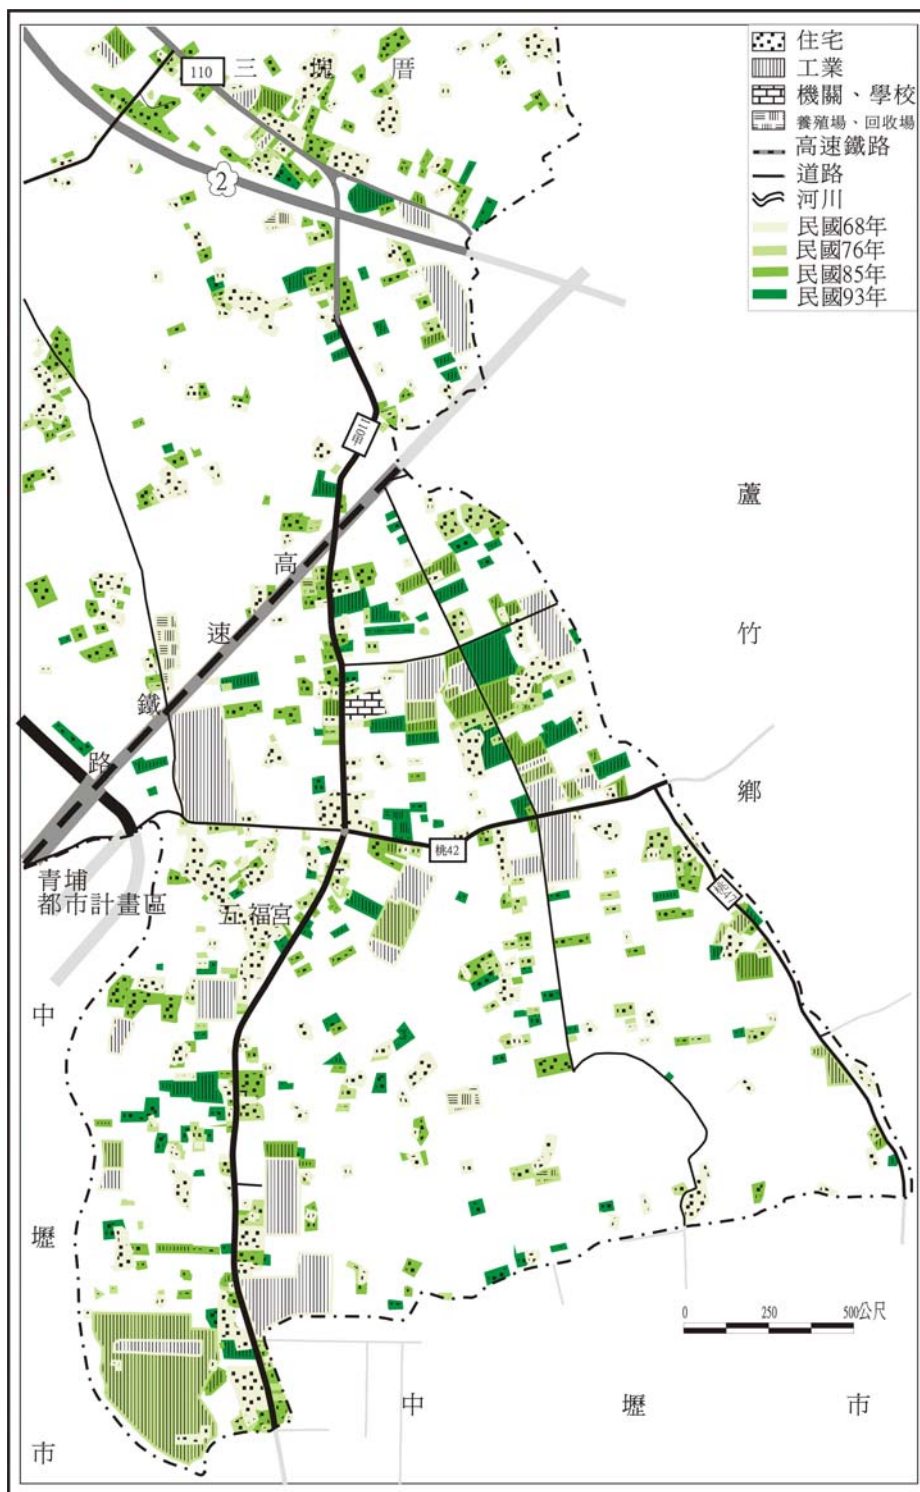 住宅
工業
機關、學校
養殖場、回收場
高速鐵路
道路
河川
民國68年
民國76年
民國85年
民國93年
110
三塊厝
2
110甲
蘆竹鄉
高速鐵路
桃42
青埔
都市計畫區
五福宮
中壢市
0 250 500公尺
中壢市